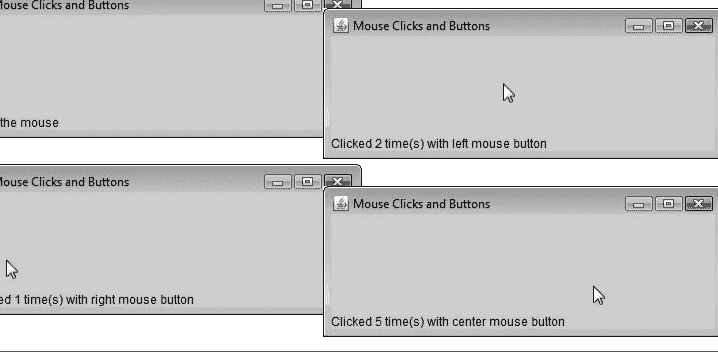 Mouse Clicks and Buttons
the mouse
Mouse Clicks and Buttons
Clicked 2 time(s) with left mouse button
Mouse Clicks and Buttons
ed 1 time(s) with right mouse button
Mouse Clicks and Buttons
Clicked 5 time(s) with center mouse button